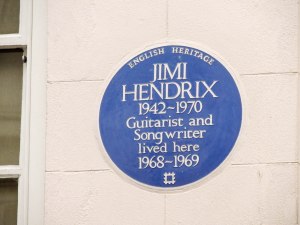 ENGLISH HERITAGE
JIMI
HENDRIX
1942~1970
Guitarist and
Songwriter
lived here
1968~1969